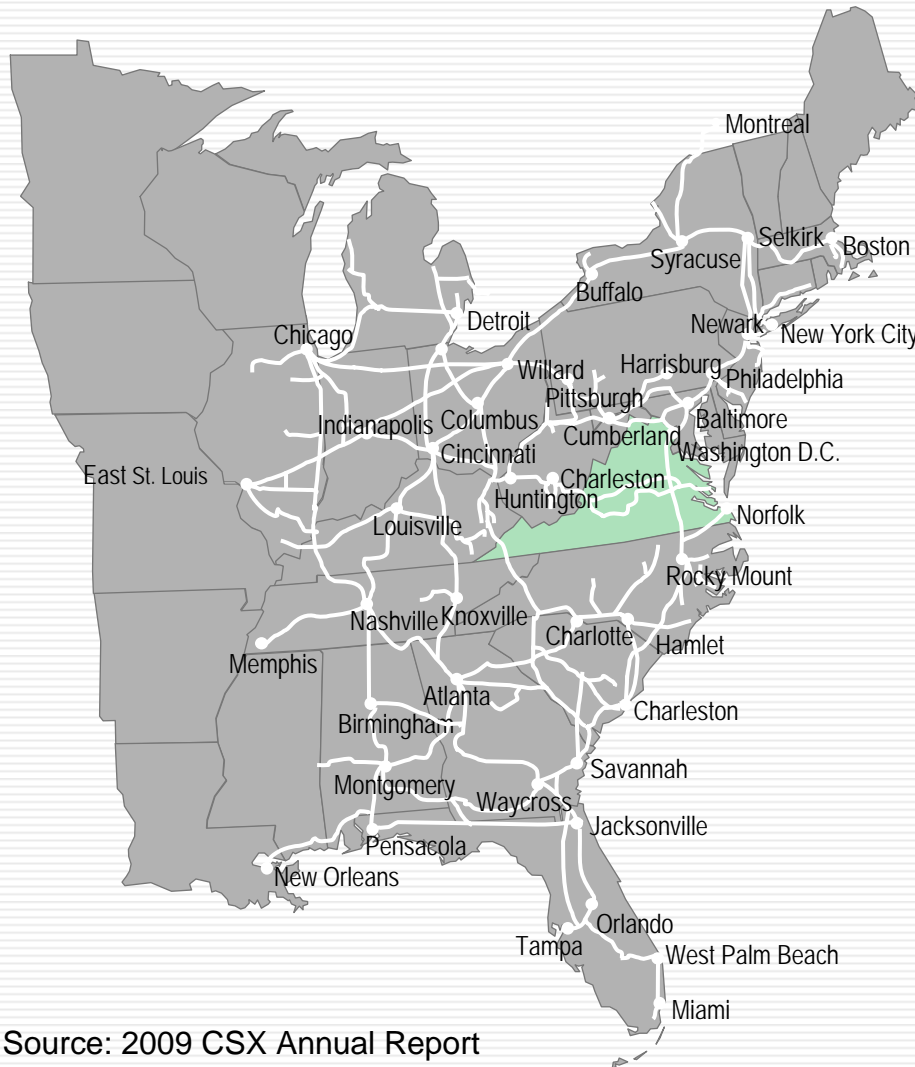 Montreal
Selkirk
Boston
Syracuse
Buffalo
Newark
New York City
Detroit
Chicago
Willard
Harrisburg
Philadelphia
Pittsburgh
Columbus
Baltimore
Indianapolis
Cumberland
Washington D.C.
Cincinnati
East St. Louis
Charleston
Huntington
Norfolk
Louisville
Rocky Mount
Nashville
Knoxville
Charlotte
Hamlet
Memphis
Atlanta
Charleston
Birmingham
Savannah
Montgomery
Waycross
Jacksonville
Pensacola
New Orleans
Orlando
Tampa
West Palm Beach
Miami
Source: 2009 CSX Annual Report